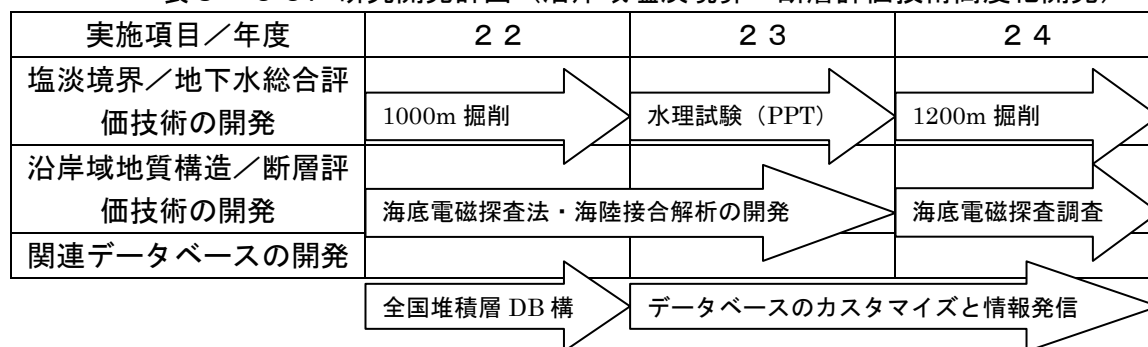 実施項目／年度 ２２ ２３ ２４
塩淡境界／地下水総合評
価技術の開発
1000m 掘削 水理試験（PPT） 1200m 掘削
沿岸域地質構造／断層評
価技術の開発
海底電磁探査法・海陸接合解析の開発 海底電磁探査調査
関連データベースの開発
全国堆積層 DB 構 データベースのカスタマイズと情報発信